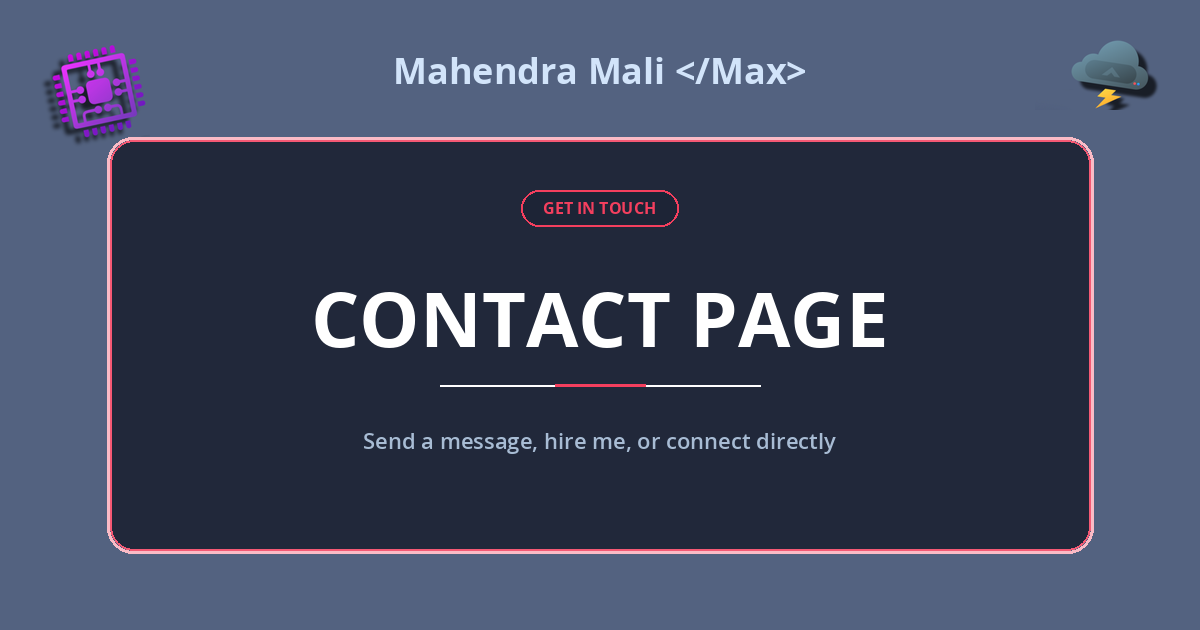 Mahendra Mali </Max>
GET IN TOUCH
CONTACT PAGE
Send a message, hire me, or connect directly